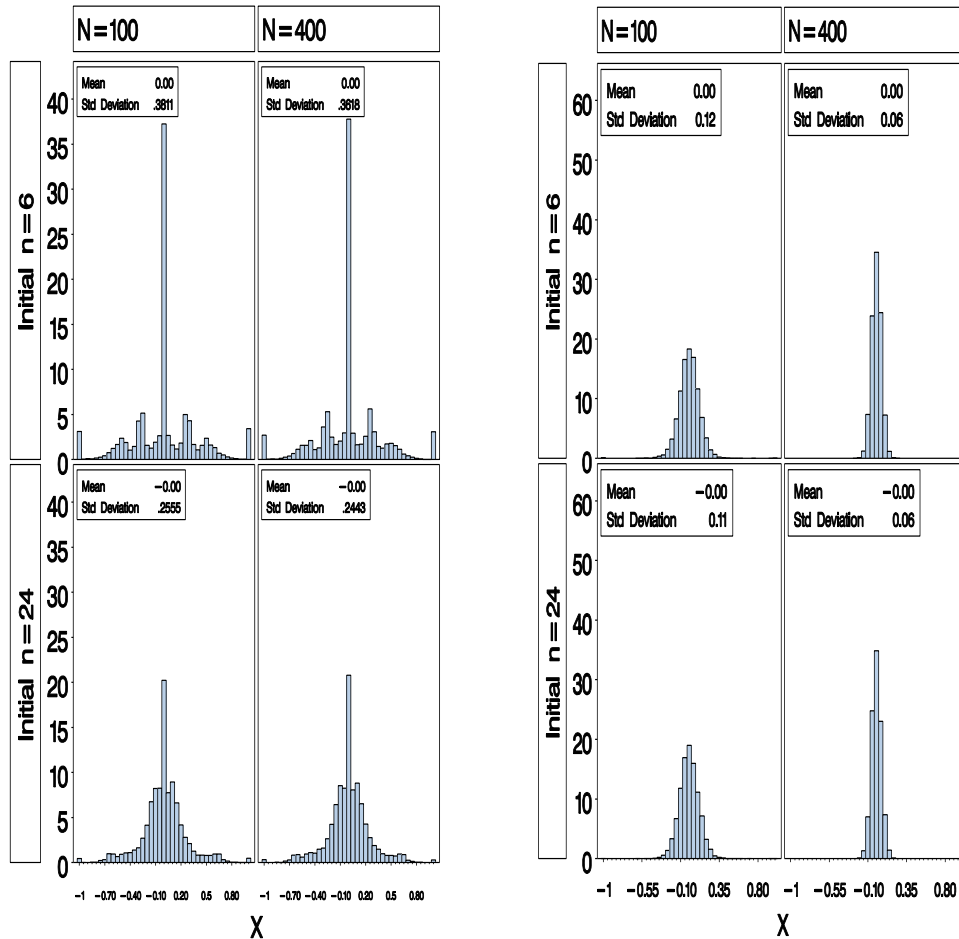 N=100 N=400
Initial n=6
Mean 0.00
Std Deviation .3811
Mean 0.00
Std Deviation .3618
40
35
30
25
20
15
10
5
0
Initial n=24
Mean -0.00
Std Deviation .2555
Mean -0.00
Std Deviation .2443
40
35
30
25
20
15
10
5
0
-1 -0.70 -0.40 -0.10 0.20 0.5 0.80 -1 -0.70 -0.40 -0.10 0.20 0.5 0.80
X
N=100 N=400
Initial n=6
Mean 0.00
Std Deviation 0.12
Mean 0.00
Std Deviation 0.06
60
50
40
30
20
10
0
Initial n=24
Mean -0.00
Std Deviation 0.11
Mean -0.00
Std Deviation 0.06
60
50
40
30
20
10
0
-1 -0.55 -0.10 0.35 0.80 -1 -0.55 -0.10 0.35 0.80
X